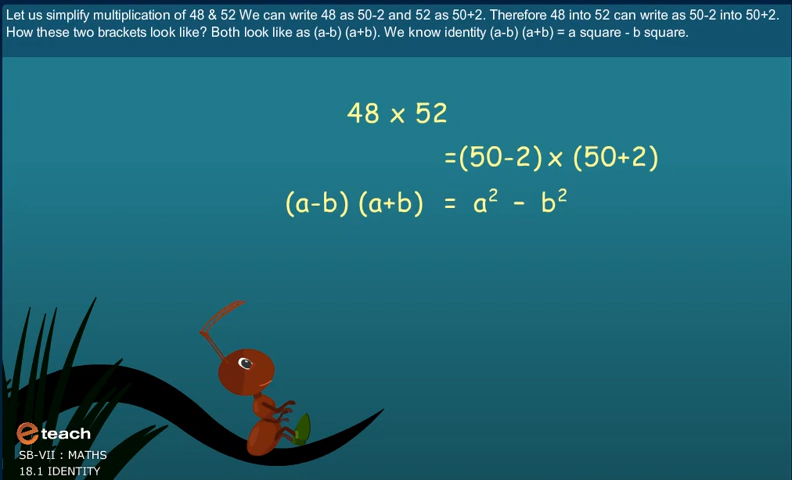 Let us simplify multiplication of 48 & 52 We can write 48 as 50-2 and 52 as 50+2. Therefore 48 into 52 can write as 50-2 into 50+2.
How these two brackets look like? Both look like as (a-b) (a+b). We know identity (a-b) (a+b) = a square - b square.
48 x 52
=(50-2) x (50+2)
(a-b) (a+b) = a² - b²
eteach
SB-VII : MATHS
18.1 IDENTITY